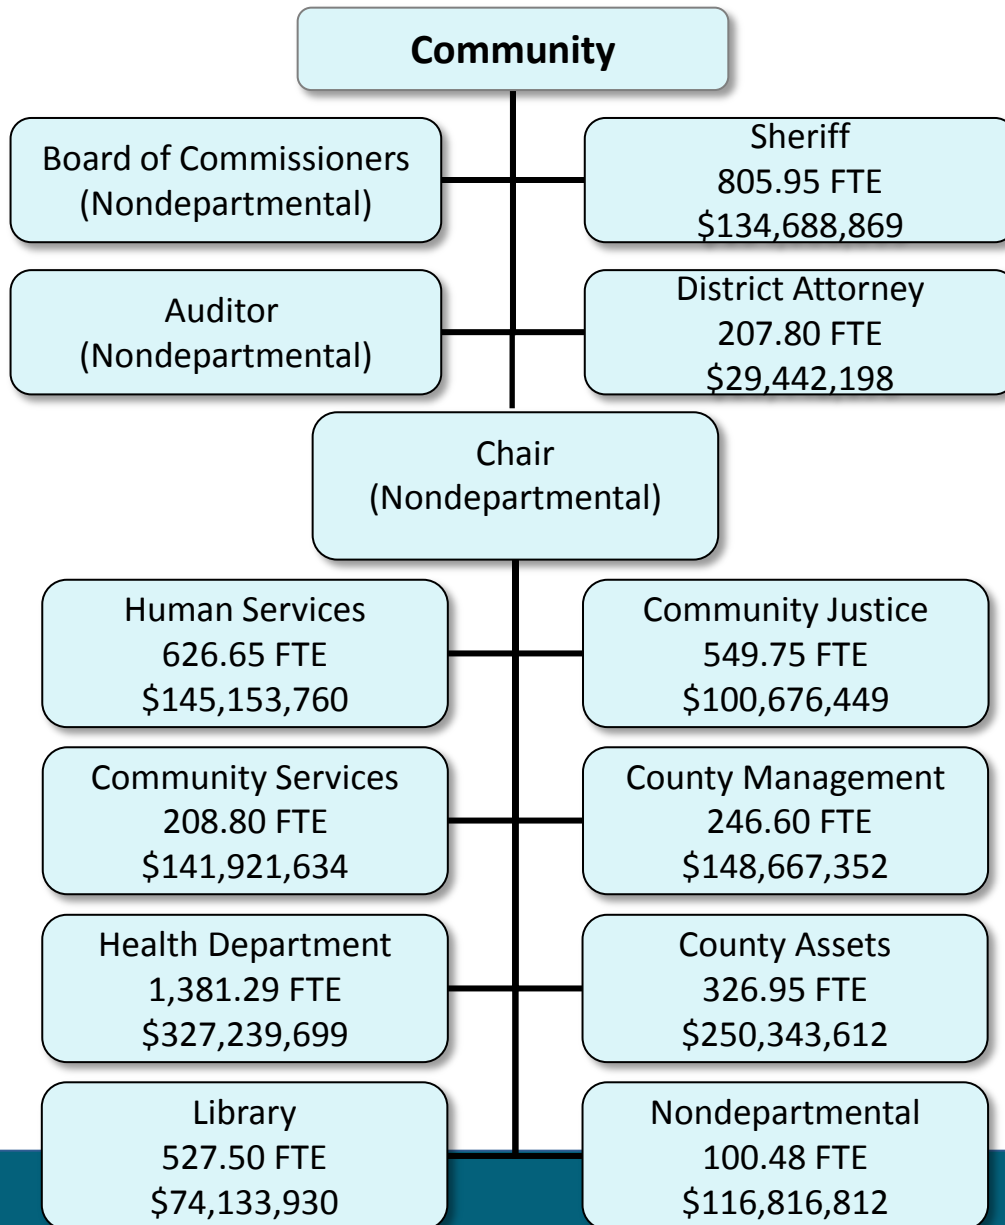 Community
Board of Commissioners
(Nondepartmental)
Sheriff
805.95 FTE
$134,688,869
Auditor
(Nondepartmental)
District Attorney
207.80 FTE
$29,442,198
Chair
(Nondepartmental)
Human Services
626.65 FTE
$145,153,760
Community Justice
549.75 FTE
$100,676,449
Community Services
208.80 FTE
$141,921,634
County Management
246.60 FTE
$148,667,352
Health Department
1,381.29 FTE
$327,239,699
County Assets
326.95 FTE
$250,343,612
Library
527.50 FTE
$74,133,930
Nondepartmental
100.48 FTE
$116,816,812